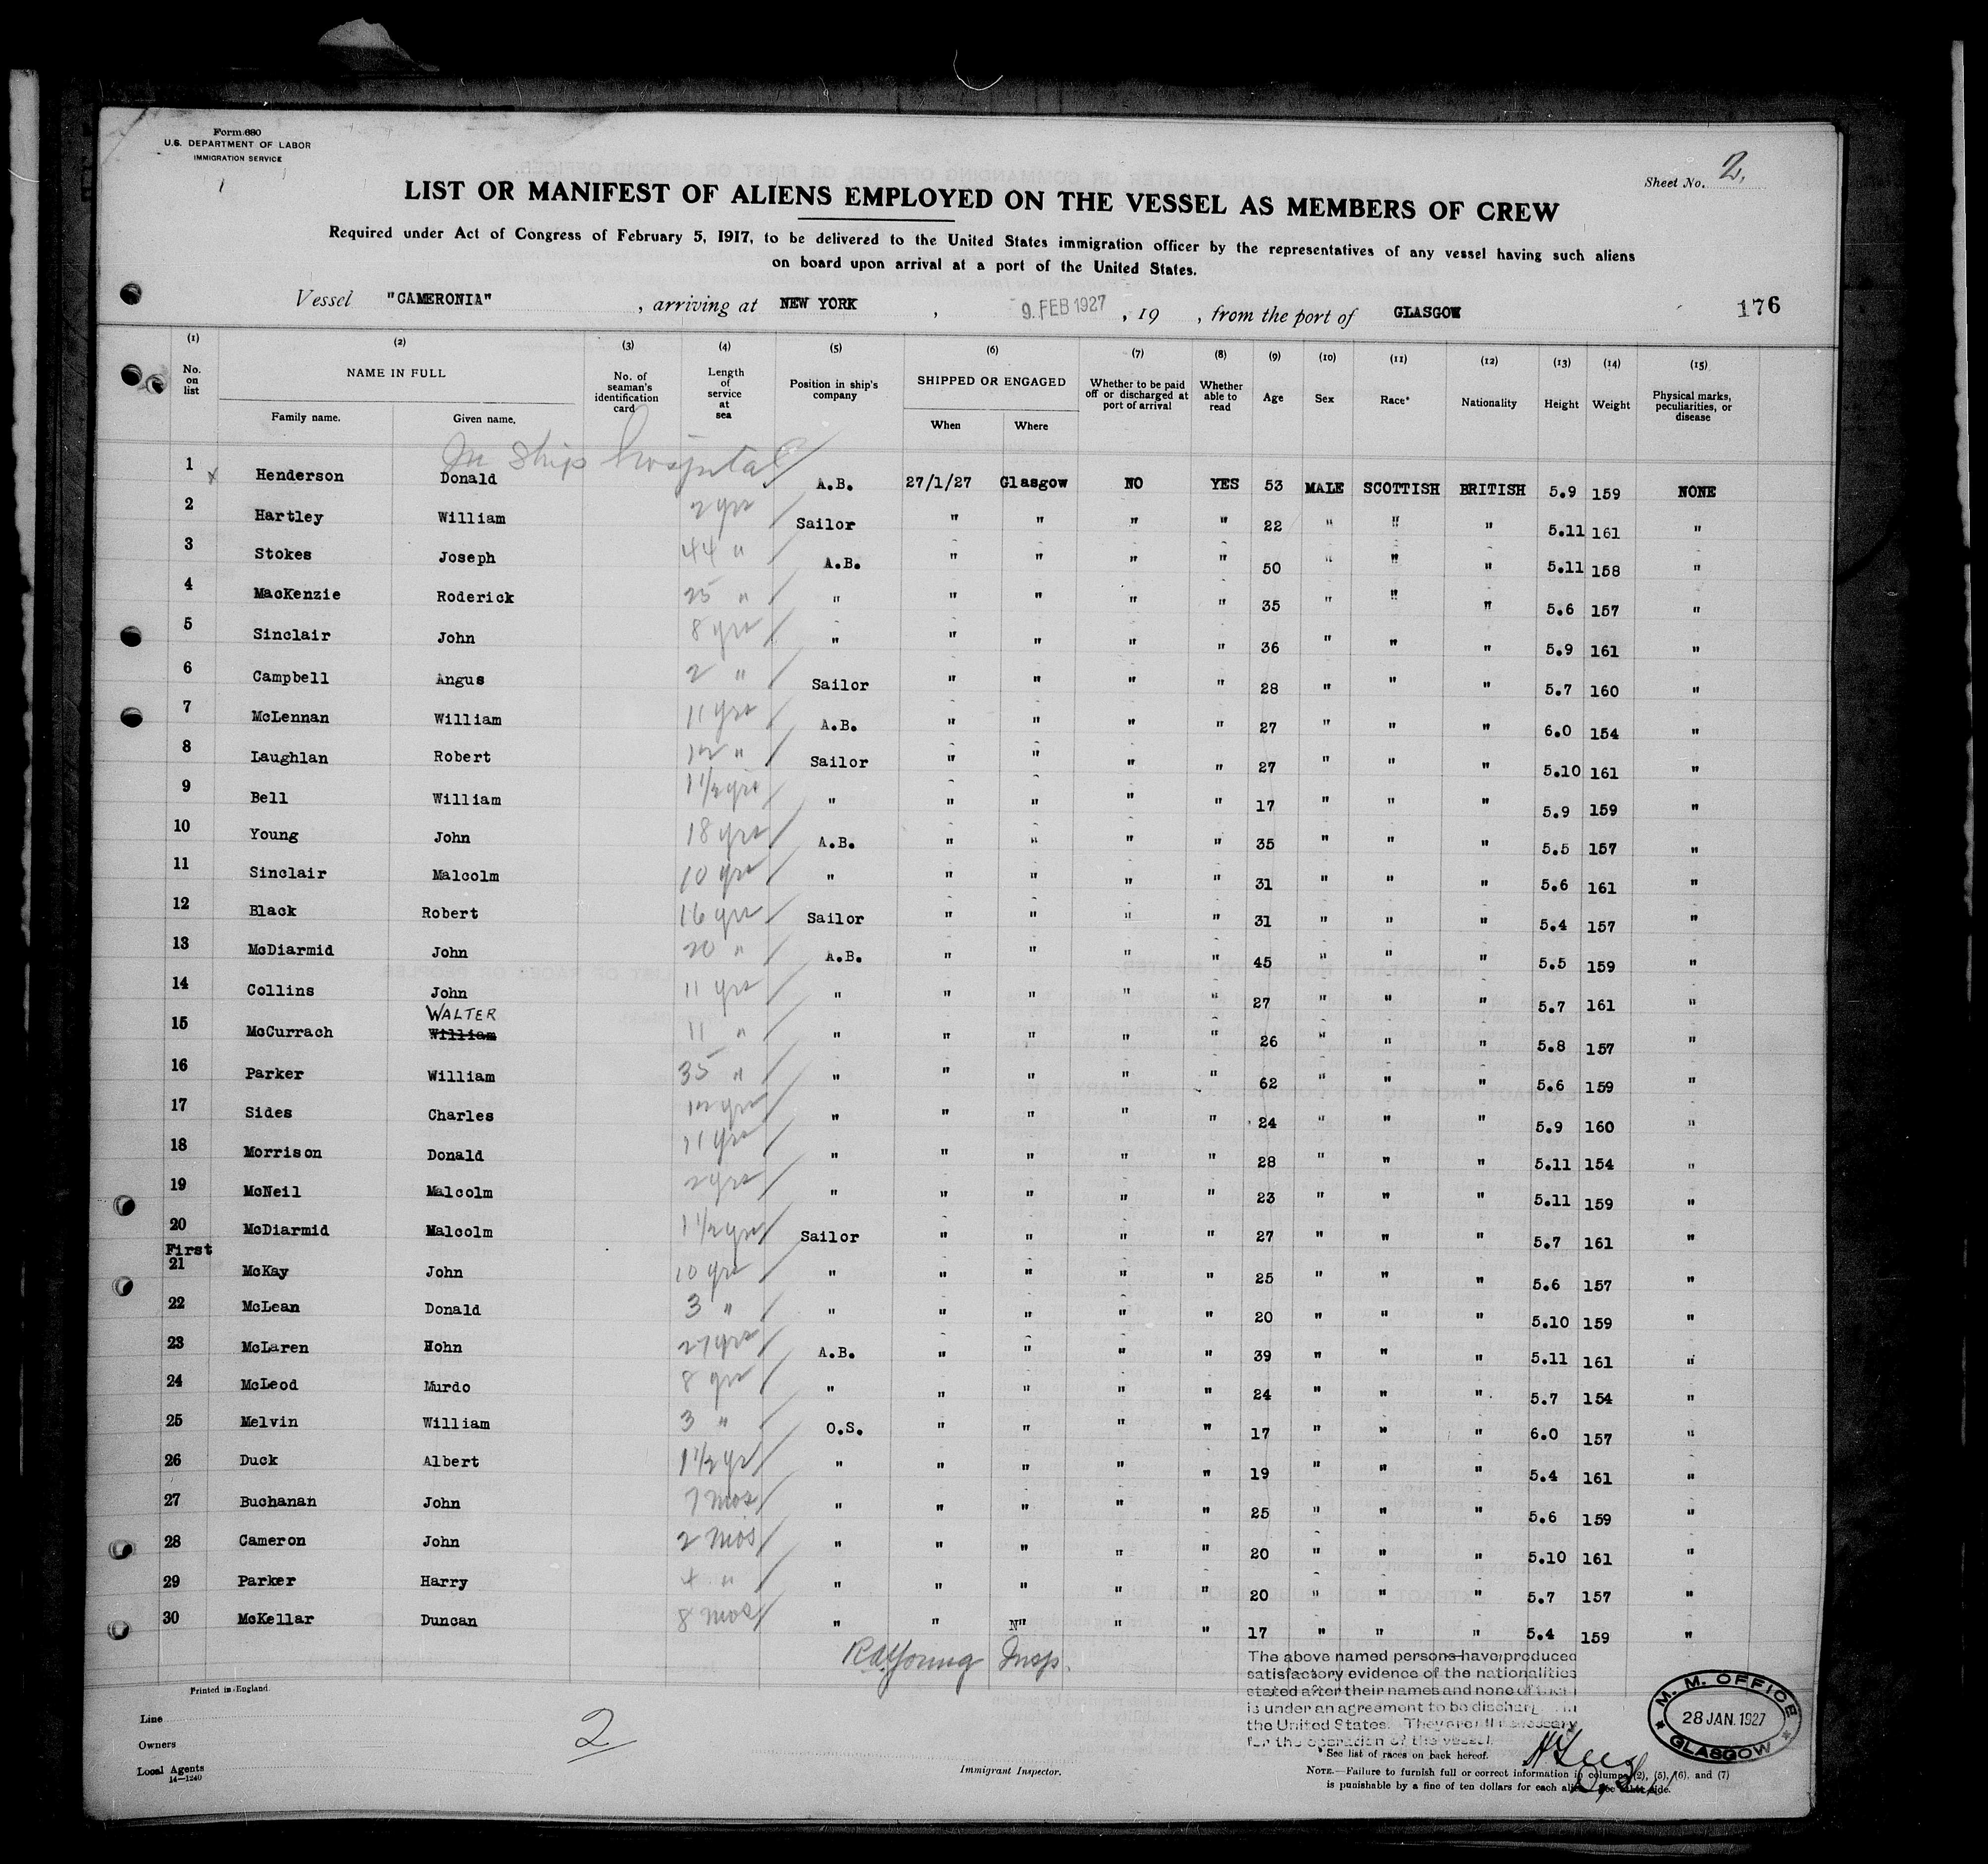 Form 680
U.S. DEPARTMENT OF LABOR
IMMIGRATION SERVICE
Sheet No. 2.
LIST OR MANIFEST OF ALIENS EMPLOYED ON THE VESSEL AS MEMBERS OF CREW
Required under Act of Congress of February 5, 1917, to be delivered to the United States immigration officer by the representatives of any vessel having such aliens
on board upon arrival at a port of the United States.
Vessel "CAMERONIA" , arriving at NEW YORK , 9. FEB 1927 , 19 , from the port of GLASGOW 176
(1) (2) (3) (4) (5) (6) (7) (8) (9) (10) (11) (12) (13) (14) (15)
No. on list NAME IN FULL Family name. Given name. No. of seaman's identification card Length of service at sea Position in ship's company SHIPPED OR ENGAGED When Where Whether to be paid off or discharged at port of arrival Whether able to read Age Sex Race* Nationality Height Weight Physical marks, peculiarities, or disease
In Ship hospital
1 x Henderson Donald A.B. 27/1/27 Glasgow NO YES 53 MALE SCOTTISH BRITISH 5.9 159 NONE
2 Hartley William 2 yrs Sailor " " " " 22 " " " 5.11 161 "
3 Stokes Joseph 44 " A.B. " " " " 50 " " " 5.11 158 "
4 MacKenzie Roderick 25 " " " " " " 35 " " " 5.6 157 "
5 Sinclair John 8 yrs " " " " " 36 " " " 5.9 161 "
6 Campbell Angus 2 " Sailor " " " " 28 " " " 5.7 160 "
7 McLennan William 11 yrs A.B. " " " " 27 " " " 6.0 154 "
8 Laughlan Robert 12 " Sailor " " " " 27 " " " 5.10 161 "
9 Bell William 1 1/2 yrs " " " " " 17 " " " 5.9 159 "
10 Young John 18 yrs A.B. " " " " 35 " " " 5.5 157 "
11 Sinclair Malcolm 10 yrs " " " " " 31 " " " 5.6 161 "
12 Black Robert 16 yrs Sailor " " " " 31 " " " 5.4 157 "
13 McDiarmid John 20 " A.B. " " " " 45 " " " 5.5 159 "
14 Collins John 11 yrs " " " " " 27 " " " 5.7 161 "
WALTER
15 McCurrach William 11 " " " " " " 26 " " " 5.8 157 "
16 Parker William 35 " " " " " " 62 " " " 5.6 159 "
17 Sides Charles 12 yrs " " " " " 24 " " " 5.9 160 "
18 Morrison Donald 11 yrs " " " " " 28 " " " 5.11 154 "
19 McNeil Malcolm 2 yrs " " " " " 23 " " " 5.11 159 "
20 McDiarmid Malcolm 1 1/2 yrs Sailor " " " " 27 " " " 5.7 161 "
First
21 McKay John 10 yrs " " " " " 25 " " " 5.6 157 "
22 McLean Donald 3 " " " " " " 20 " " " 5.10 159 "
23 McLaren Hohn 27 yrs A.B. " " " " 39 " " " 5.11 161 "
24 McLeod Murdo 8 yrs " " " " " 24 " " " 5.7 154 "
25 Melvin William 3 " O.S. " " " " 17 " " " 6.0 157 "
26 Duck Albert 1 1/2 yr " " " " " 19 " " " 5.4 161 "
27 Buchanan John 7 mos " " " " " 25 " " " 5.6 159 "
28 Cameron John 2 mos " " " " " 20 " " " 5.10 161 "
29 Parker Harry 4 " " " " " " 20 " " " 5.7 157 "
30 McKellar Duncan 8 mos " " N" " " 17 " " " 5.4 159 "
Young Insp.
The above named persons have produced
satisfactory evidence of the nationalities
stated after their names and none of them
is under an agreement to be discharged in
the United States. They are all necessary
for the operation of the vessel.
Printed in England.
Line
Owners
Local Agents
14—1240
2
Immigrant Inspector.
M. M. OFFICE
28 JAN. 1927
GLASGOW
* See list of races on back hereof.
NOTE.—Failure to furnish full or correct information in columns (2), (5), (6), and (7)
is punishable by a fine of ten dollars for each alien. See other side.